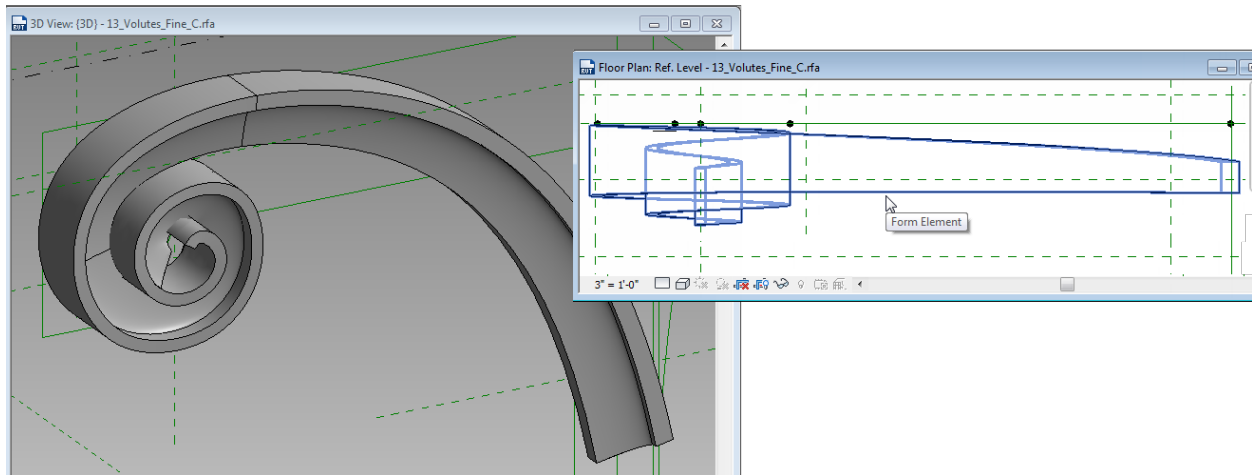 3D View: {3D} - 13_Volutes_Fine_C.rfa
Floor Plan: Ref. Level - 13_Volutes_Fine_C.rfa
Form Element
3" = 1'-0"